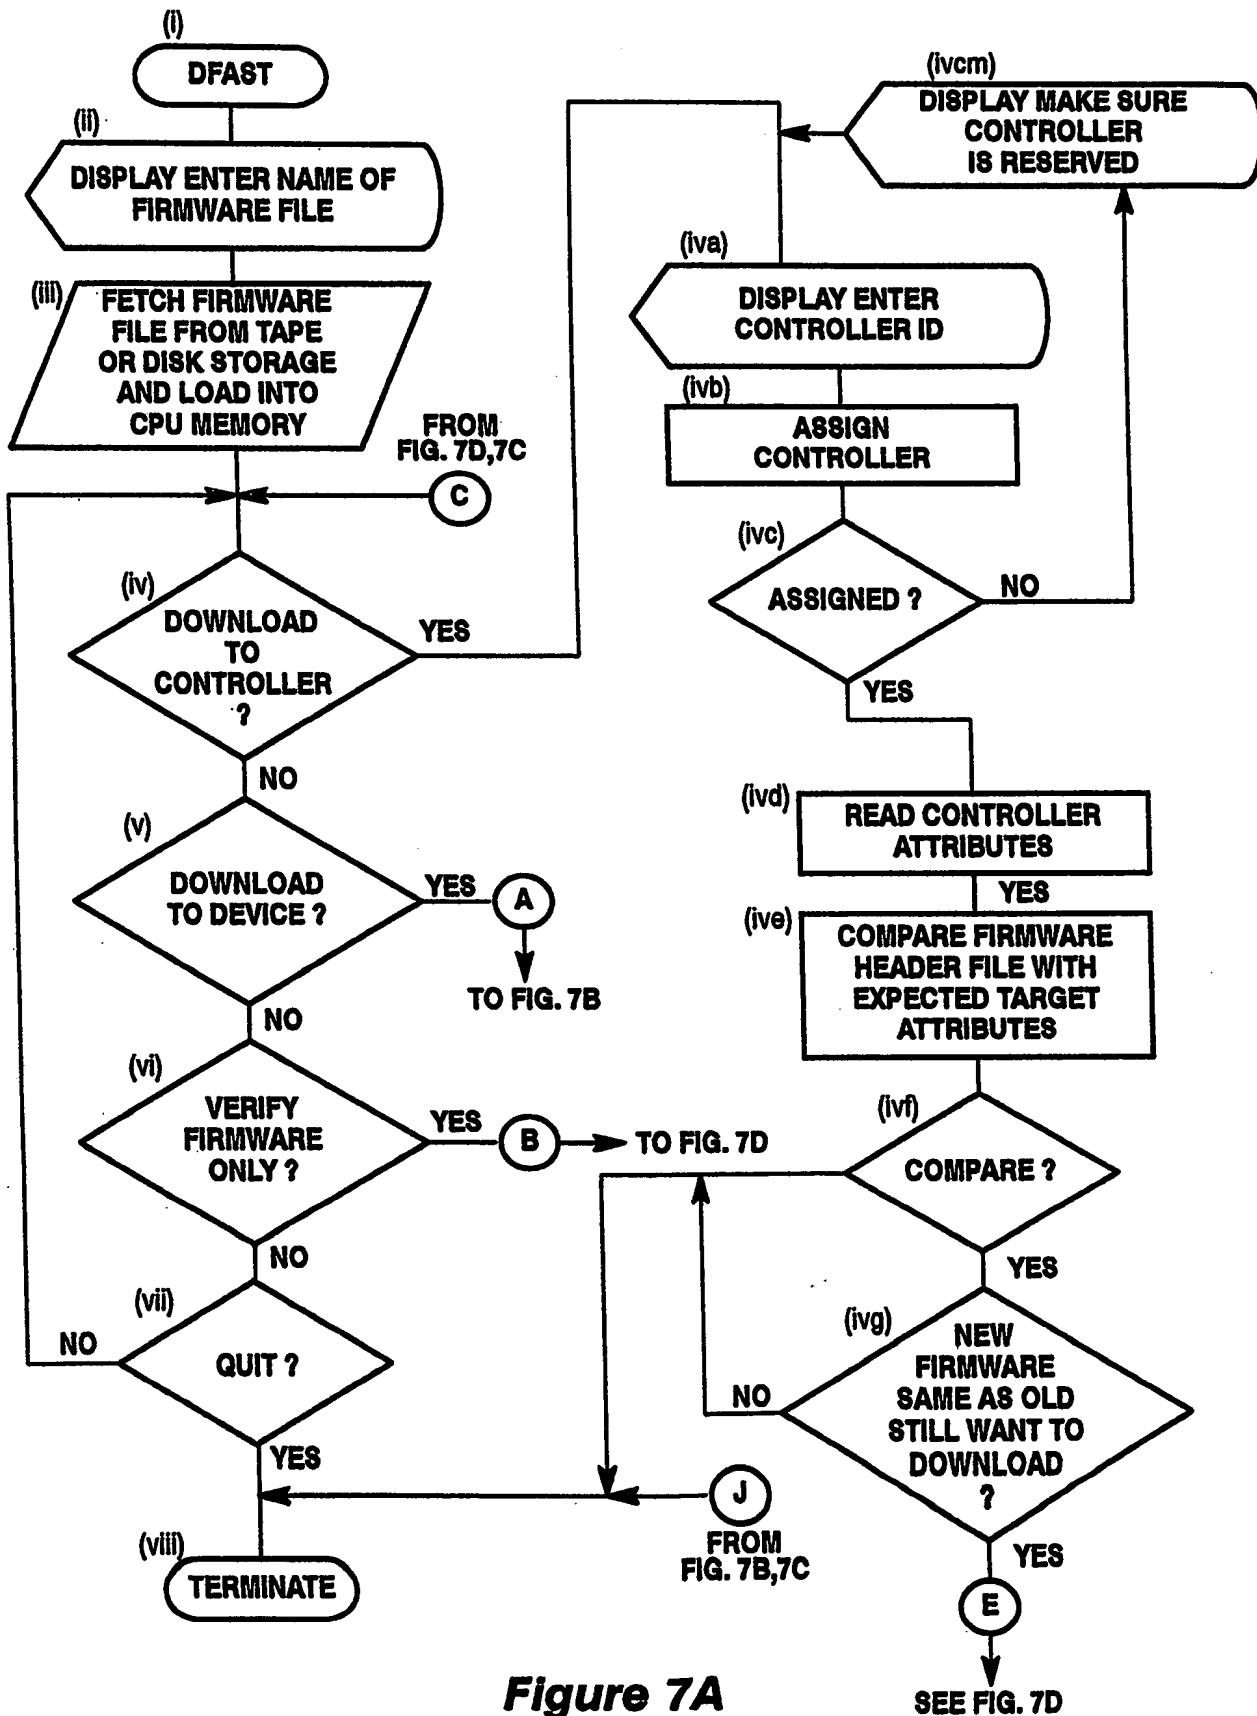 (i)
DFAST
(ii)
DISPLAY ENTER NAME OF
FIRMWARE FILE
(iii)
FETCH FIRMWARE
FILE FROM TAPE
OR DISK STORAGE
AND LOAD INTO
CPU MEMORY
FROM
FIG. 7D,7C
C
(iv)
DOWNLOAD
TO
CONTROLLER
?
YES
NO
(v)
DOWNLOAD
TO DEVICE ?
YES
A
TO FIG. 7B
NO
(vi)
VERIFY
FIRMWARE
ONLY ?
YES
B
TO FIG. 7D
NO
(vii)
QUIT ?
NO
YES
(viii)
TERMINATE
(ivcm)
DISPLAY MAKE SURE
CONTROLLER
IS RESERVED
(iva)
DISPLAY ENTER
CONTROLLER ID
(ivb)
ASSIGN
CONTROLLER
(ivc)
ASSIGNED ?
NO
YES
(ivd)
READ CONTROLLER
ATTRIBUTES
YES
(ive)
COMPARE FIRMWARE
HEADER FILE WITH
EXPECTED TARGET
ATTRIBUTES
(ivf)
COMPARE ?
YES
(ivg)
NEW
FIRMWARE
SAME AS OLD
STILL WANT TO
DOWNLOAD
?
NO
YES
J
FROM
FIG. 7B,7C
E
SEE FIG. 7D
Figure 7A